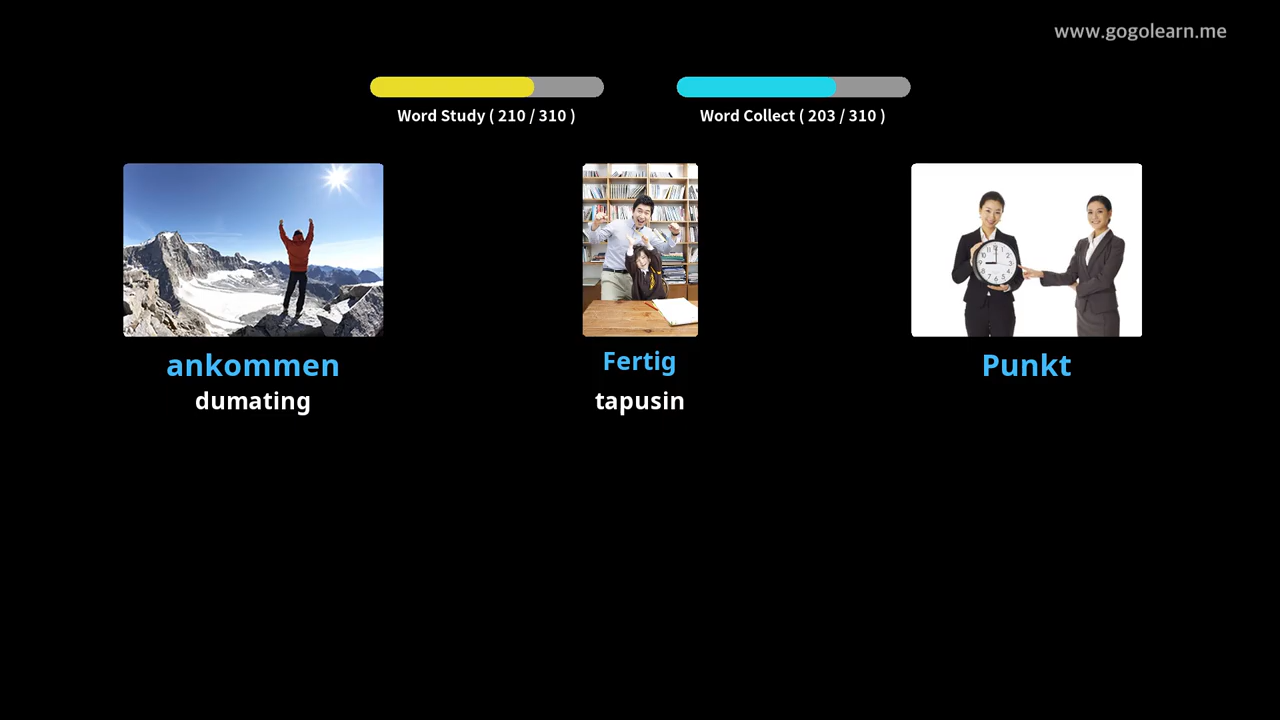 www.gogolearn.me
Word Study ( 210 / 310 )
Word Collect ( 203 / 310 )
ankommen
dumating
Fertig
tapusin
Punkt